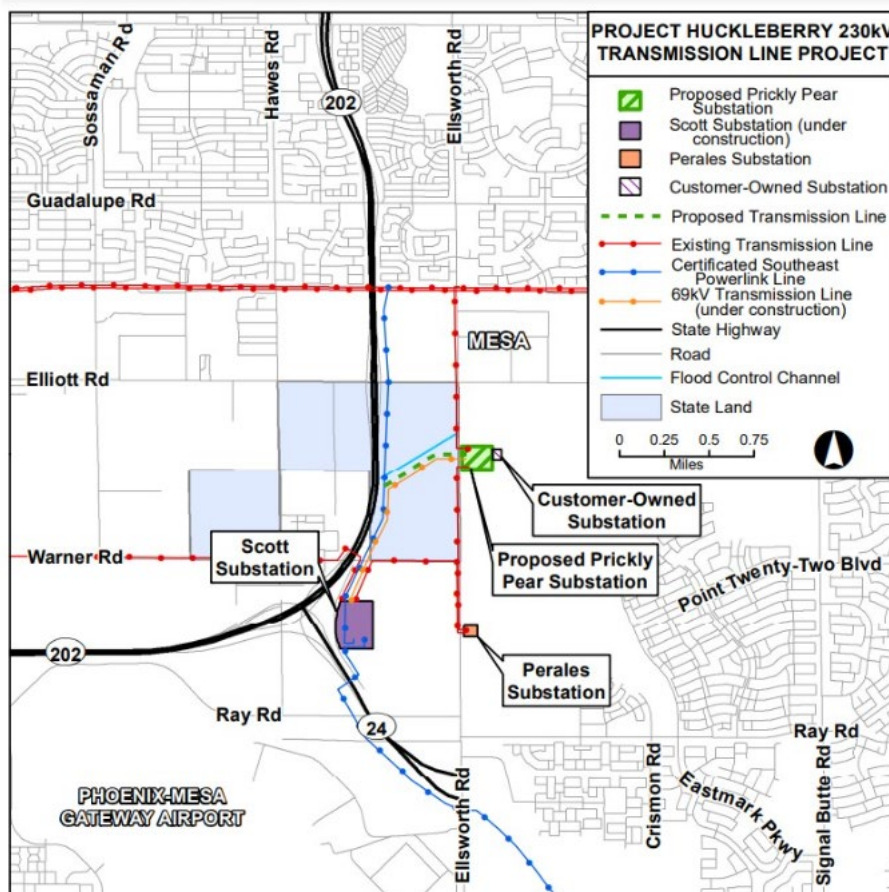 PROJECT HUCKLEBERRY 230kV
TRANSMISSION LINE PROJECT
Proposed Prickly Pear
Substation
Scott Substation (under
construction)
Perales Substation
Customer-Owned Substation
Proposed Transmission Line
Existing Transmission Line
Certificated Southeast
Powerlink Line
69kV Transmission Line
(under construction)
State Highway
Road
Flood Control Channel
State Land
0 0.25 0.5 0.75
Miles
Sossaman Rd
Hawes Rd
Ellsworth Rd
202
Guadalupe Rd
MESA
Elliott Rd
Customer-Owned
Substation
Scott
Substation
Warner Rd
Proposed Prickly
Pear Substation
Point Twenty-Two Blvd
202
Perales
Substation
Ray Rd
24
Ray Rd
PHOENIX-MESA
GATEWAY AIRPORT
Ellsworth Rd
Crismon Rd
Eastmark Pkwy
Signal Butte Rd